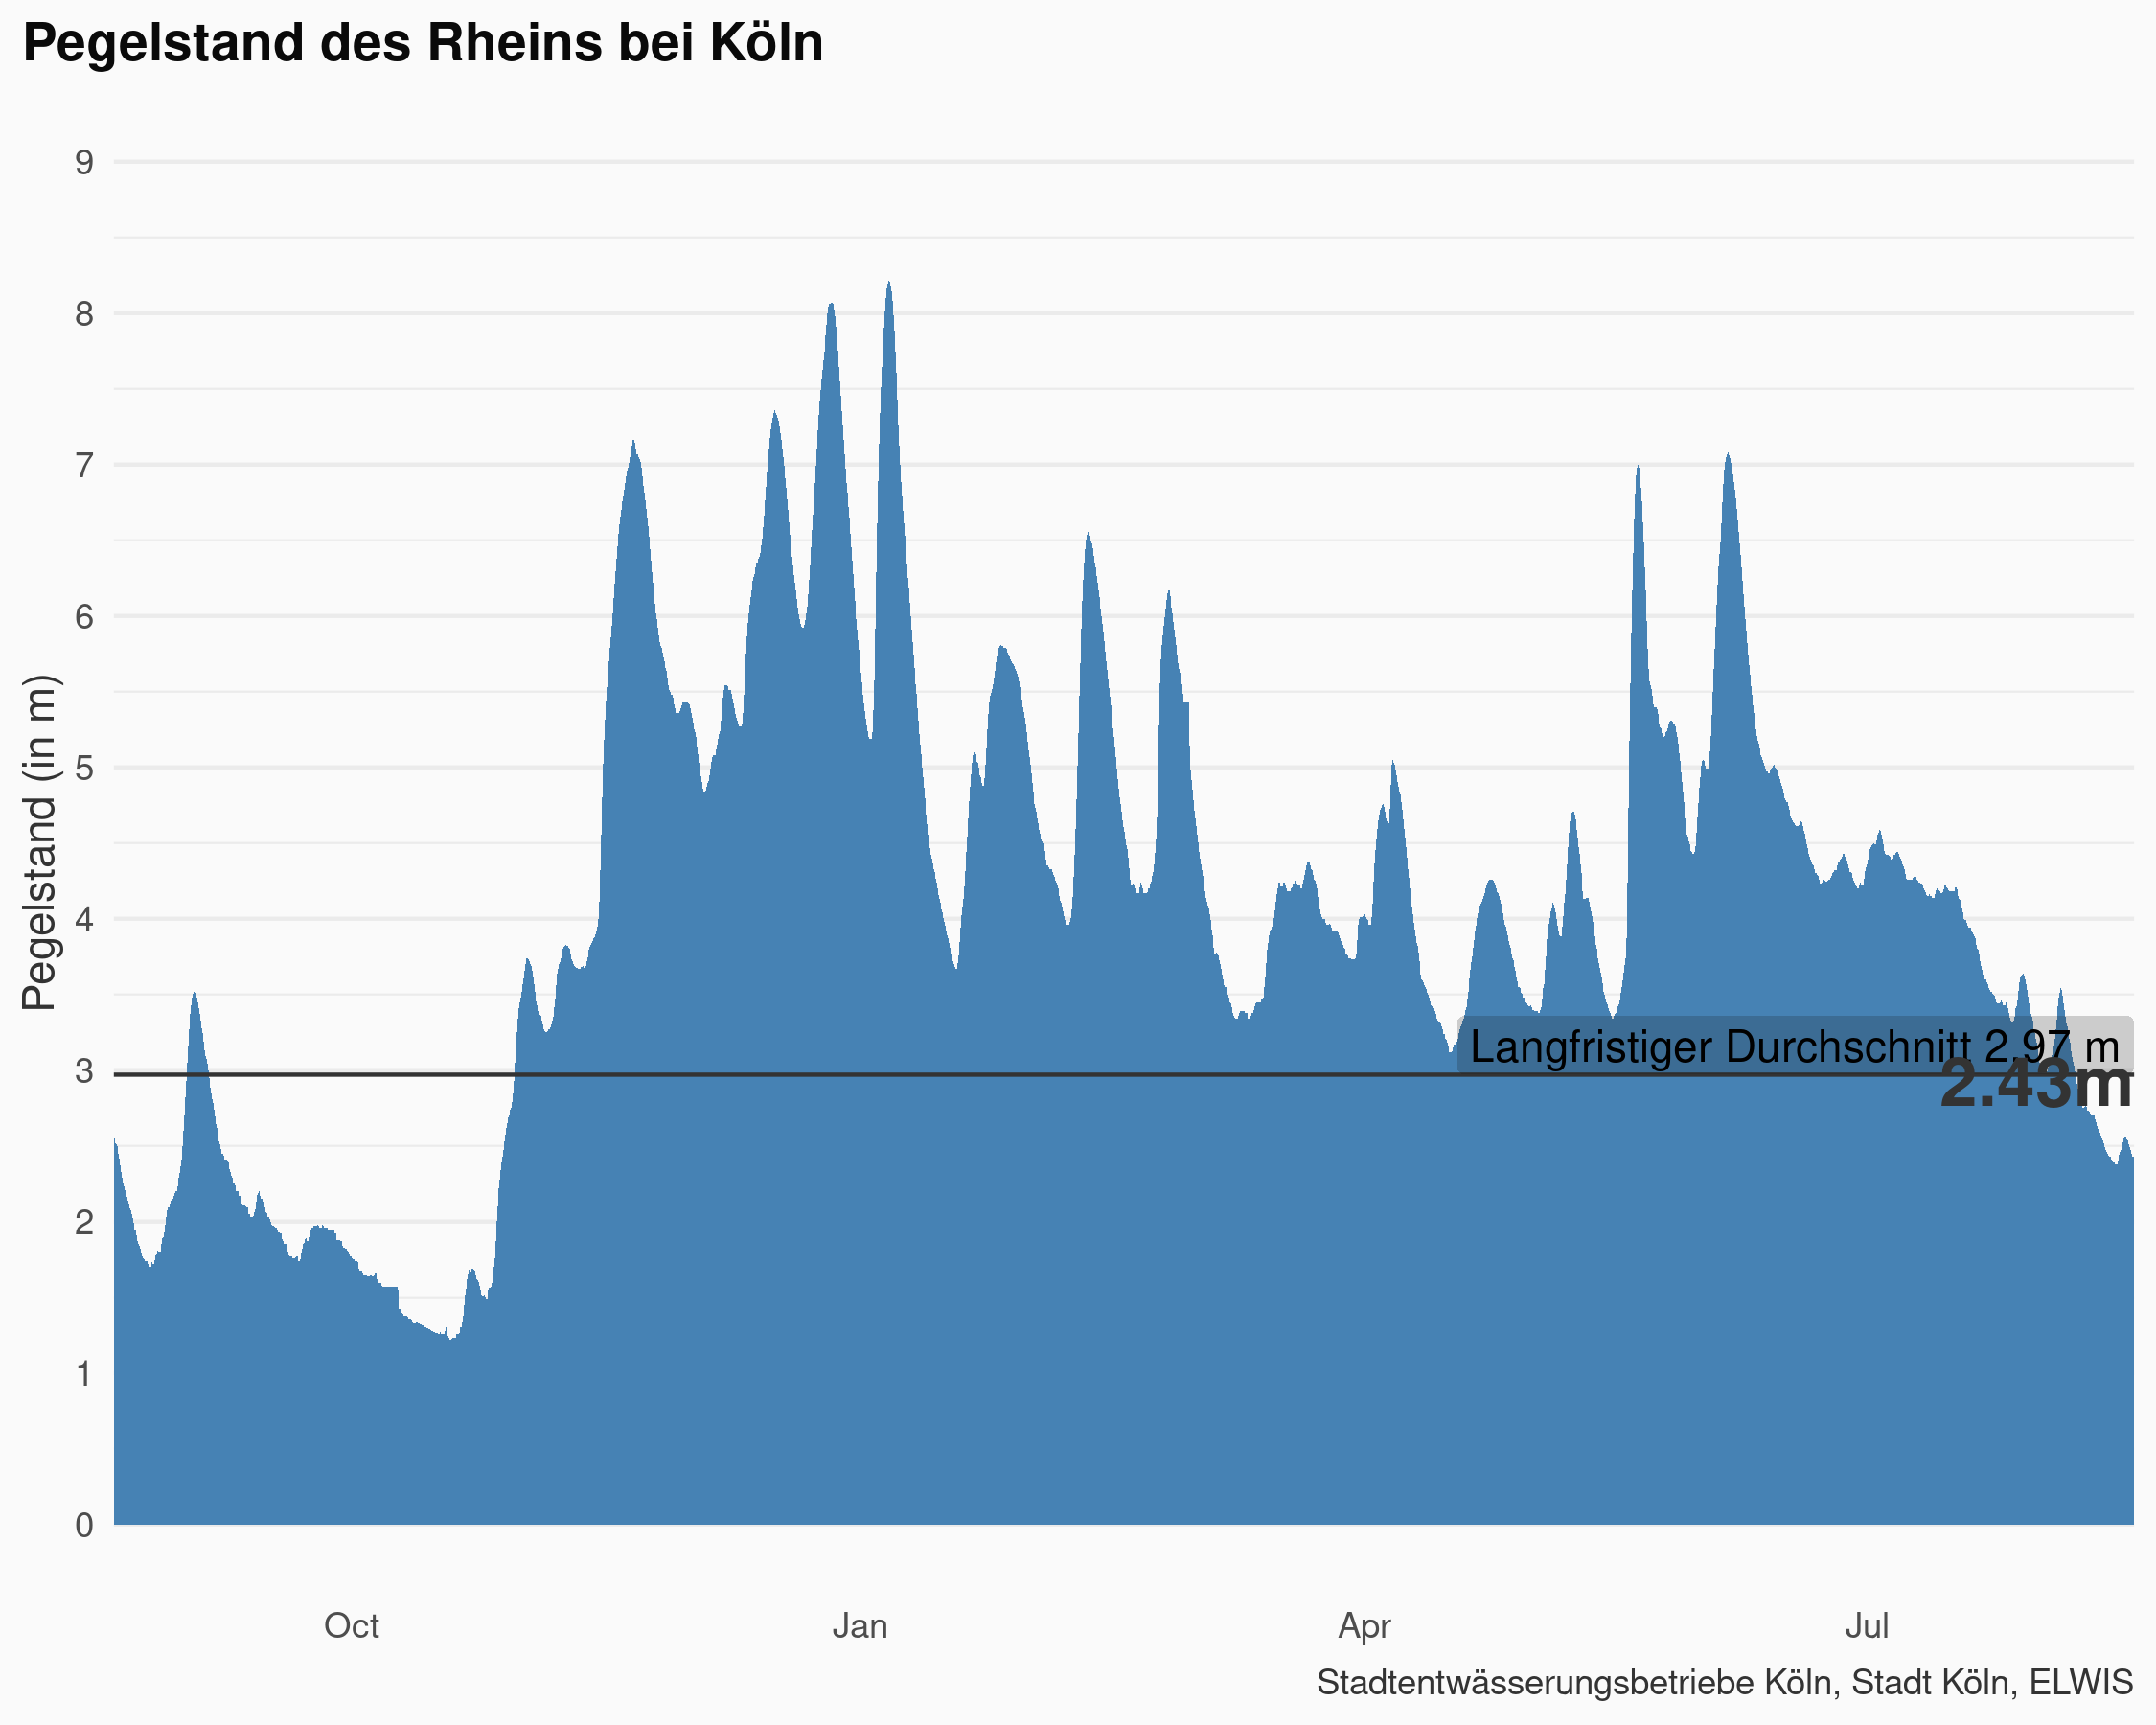 Pegelstand des Rheins bei Köln
Pegelstand (in m)
9
8
7
6
5
4
3
2
1
0
Langfristiger Durchschnitt 2.97 m
2.43m
Oct Jan Apr Jul
Stadtentwässerungsbetriebe Köln, Stadt Köln, ELWIS